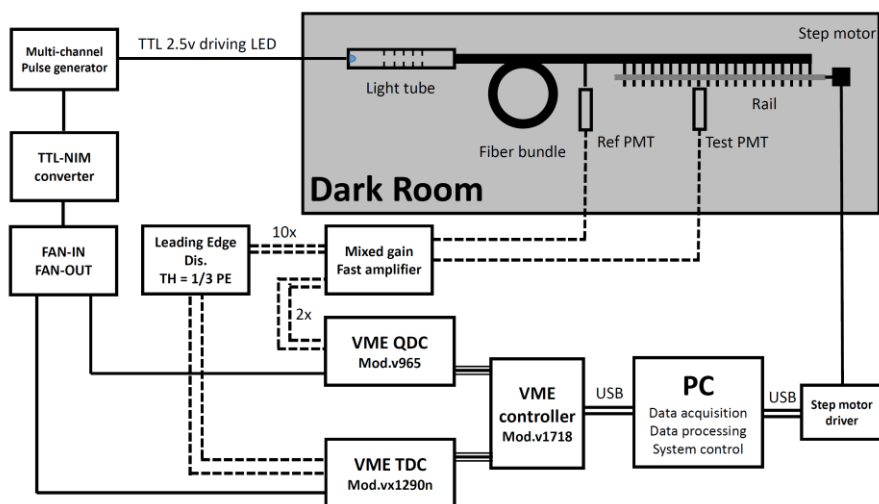 Multi-channel
Pulse generator
TTL 2.5v driving LED
Step motor
Light tube
Rail
Fiber bundle
Ref PMT
Test PMT
Dark Room
TTL-NIM
converter
FAN-IN
FAN-OUT
Leading Edge
Dis.
TH = 1/3 PE
10x
Mixed gain
Fast amplifier
2x
VME QDC
Mod.v965
VME
controller
Mod.v1718
USB
PC
Data acquisition
Data processing
System control
USB
Step motor
driver
VME TDC
Mod.vx1290n